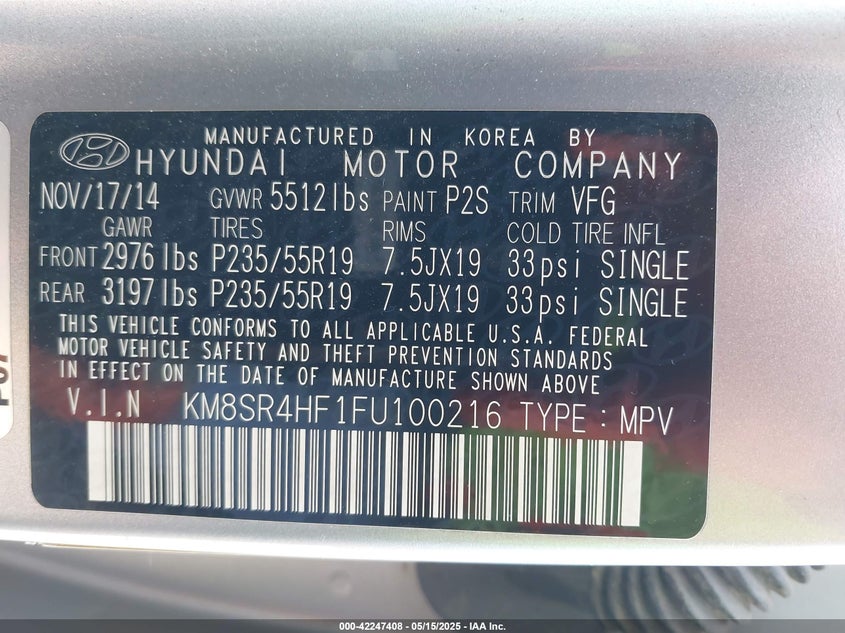 MANUFACTURED IN KOREA BY
HYUNDAI MOTOR COMPANY
NOV/17/14 GVWR 5512lbs PAINT P2S TRIM VFG
GAWR TIRES RIMS COLD TIRE INFL
FRONT 2976lbs P235/55R19 7.5JX19 33psi SINGLE
REAR 3197lbs P235/55R19 7.5JX19 33psi SINGLE
THIS VEHICLE CONFORMS TO ALL APPLICABLE U.S.A. FEDERAL
MOTOR VEHICLE SAFETY AND THEFT PREVENTION STANDARDS
IN EFFECT ON THE DATE OF MANUFACTURE SHOWN ABOVE
V.I.N KM8SR4HF1FU100216 TYPE : MPV
000-42247408 - 05/15/2025 - IAA Inc.